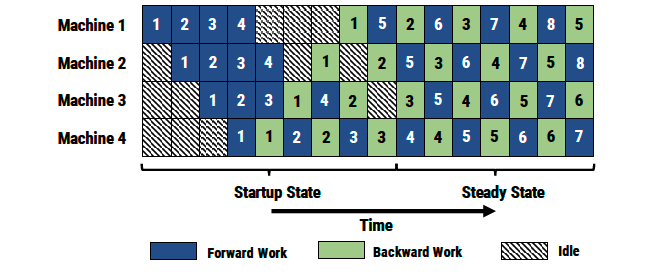 Machine 1 1 2 3 4 1 5 2 6 3 7 4 8 5
Machine 2 1 2 3 4 1 2 5 3 6 4 7 5 8
Machine 3 1 2 3 1 4 2 3 5 4 6 5 7 6
Machine 4 1 1 2 2 3 3 4 4 5 5 6 6 7
Startup State Steady State
Time
Forward Work Backward Work Idle